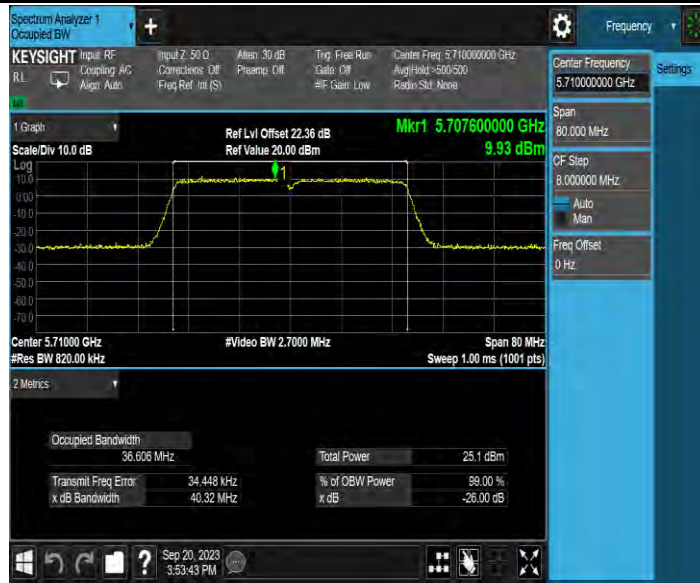 Spectrum Analyzer 1
Occupied BW
+
Frequency
KEYSIGHT
RL
Input: RF
Coupling: AC
Align: Auto
Input Z: 50 Ω
Corrections: Off
Freq Ref: Int (S)
Atten: 30 dB
Preamp: Off
Trig: Free Run
Gate: Off
#IF Gain: Low
Center Freq: 5.710000000 GHz
Avg|Hold:>500/500
Radio Std: None
Center Frequency
5.710000000 GHz
Settings
Span
80.000 MHz
CF Step
8.000000 MHz
Auto
Man
Freq Offset
0 Hz
1 Graph
Ref Lvl Offset 22.36 dB
Mkr1 5.707600000 GHz
Scale/Div 10.0 dB
Ref Value 20.00 dBm
9.93 dBm
Log
10.0
0.00
-10.0
-20.0
-30.0
-40.0
-50.0
-60.0
-70.0
1
Center 5.71000 GHz
#Video BW 2.7000 MHz
Span 80 MHz
#Res BW 820.00 kHz
Sweep 1.00 ms (1001 pts)
2 Metrics
Occupied Bandwidth
36.606 MHz
Total Power
25.1 dBm
Transmit Freq Error
34.448 kHz
% of OBW Power
99.00 %
x dB Bandwidth
40.32 MHz
x dB
-26.00 dB
?
Sep 20, 2023
3:53:43 PM